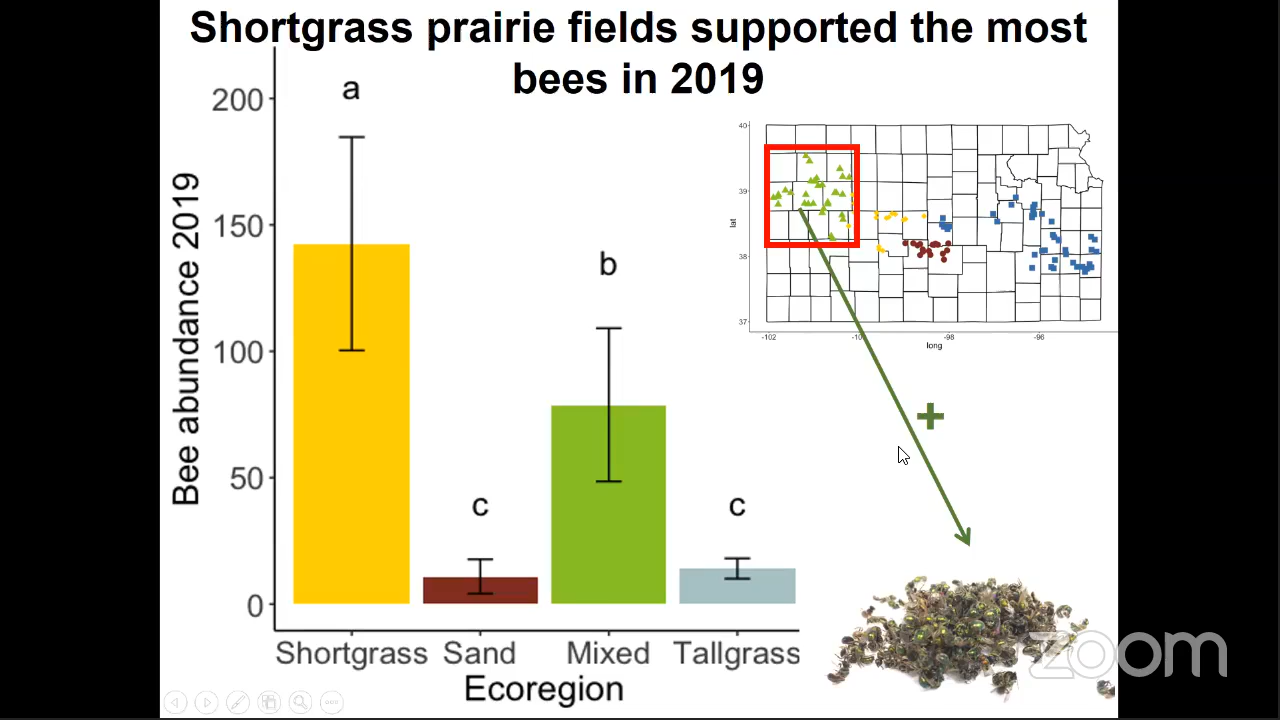 Shortgrass prairie fields supported the most
bees in 2019
Bee abundance 2019
200
150
100
50
0
a
c
b
c
Shortgrass
Sand
Mixed
Tallgrass
Ecoregion
40
39
38
37
lat
-102
-98
-96
long
+
zoom